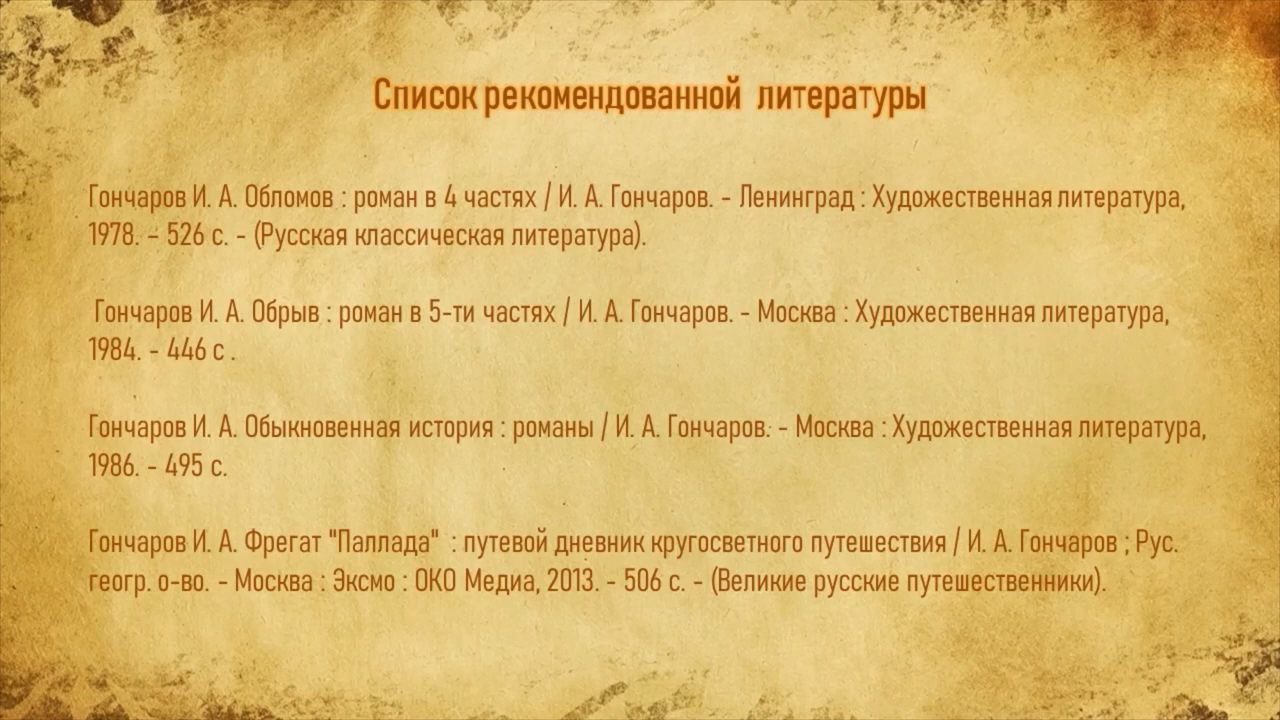 Список рекомендованной литературы
Гончаров И. А. Обломов : роман в 4 частях / И. А. Гончаров. - Ленинград : Художественная литература,
1978. – 526 с. - (Русская классическая литература).
Гончаров И. А. Обрыв : роман в 5-ти частях / И. А. Гончаров. - Москва : Художественная литература,
1984. - 446 с .
Гончаров И. А. Обыкновенная история : романы / И. А. Гончаров. - Москва : Художественная литература,
1986. - 495 с.
Гончаров И. А. Фрегат "Паллада" : путевой дневник кругосветного путешествия / И. А. Гончаров ; Рус.
геогр. о-во. - Москва : Эксмо : ОКО Медиа, 2013. - 506 с. - (Великие русские путешественники).